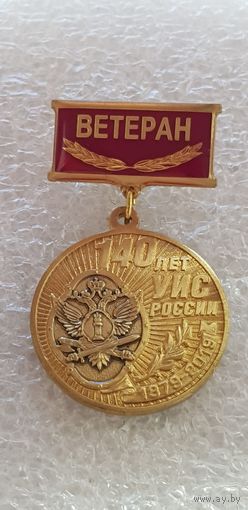 ВЕТЕРАН
140 ЛЕТ
УИС
РОССИИ
1879-2019
www.ay.by